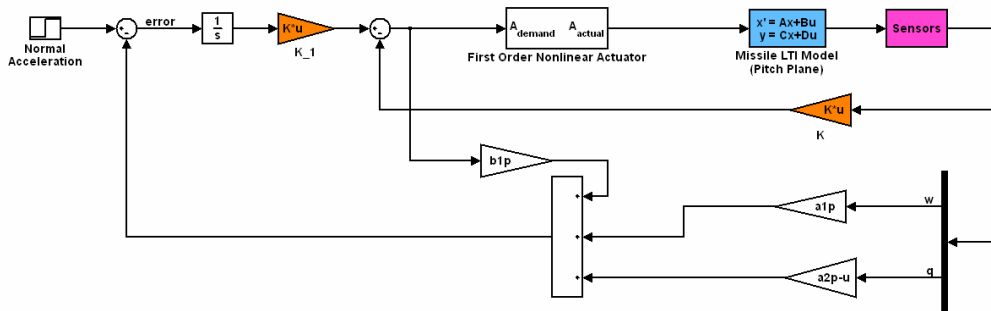 Normal
Acceleration
+
-
error
1
s
K*u
K_1
+
-
A demand
A actual
First Order Nonlinear Actuator
x' = Ax+Bu
y = Cx+Du
Missile LTI Model
(Pitch Plane)
Sensors
K*u
K
b1p
+
+
+
a1p
w
a2p-u
q